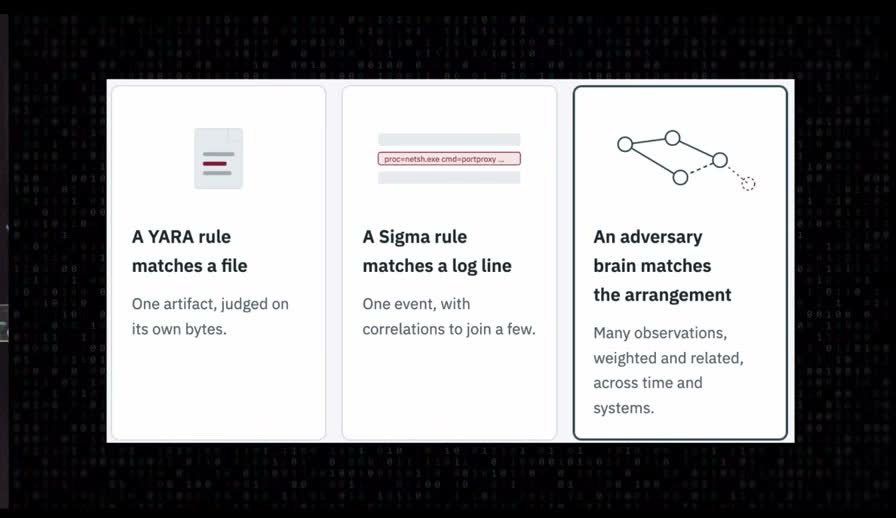 A YARA rule
matches a file
One artifact, judged on
its own bytes.
proc=netsh.exe cmd=portproxy ...
A Sigma rule
matches a log line
One event, with
correlations to join a few.
An adversary
brain matches
the arrangement
Many observations,
weighted and related,
across time and
systems.